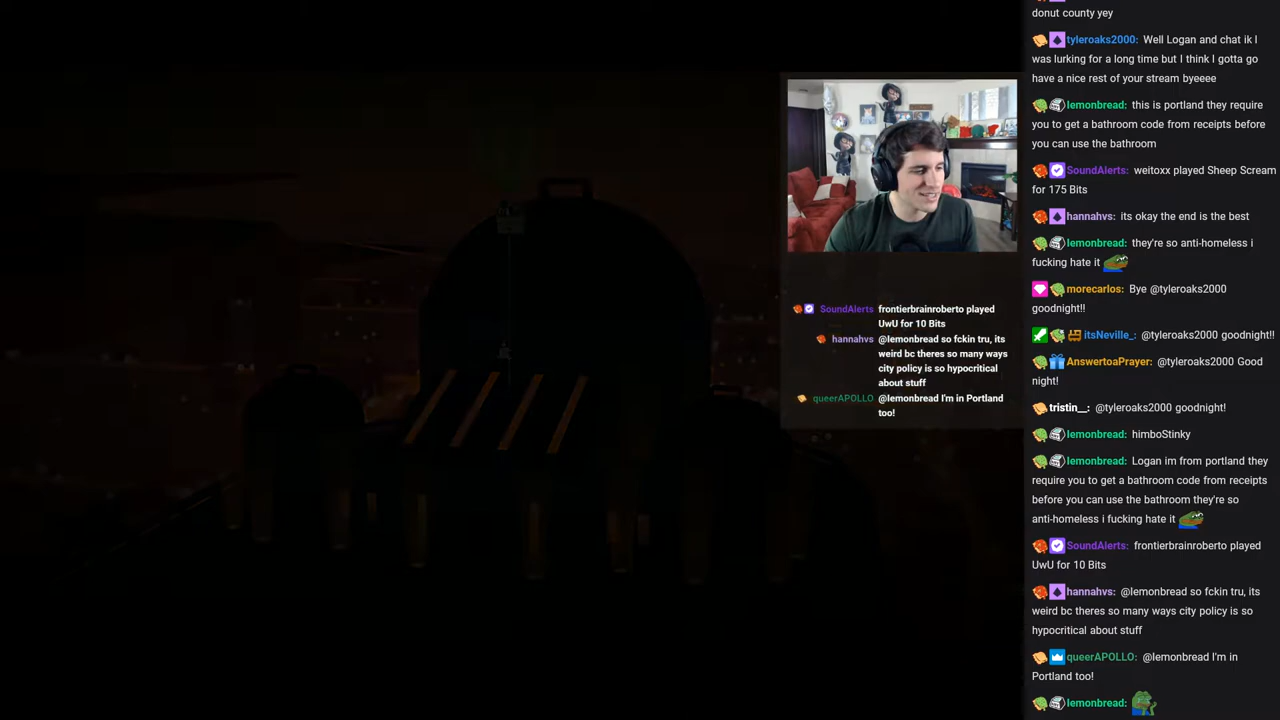 SoundAlerts frontierbrainroberto played
UwU for 10 Bits
hannahvs @lemonbread so fckin tru, its
weird bc theres so many ways
city policy is so hypocritical
about stuff
queerAPOLLO @lemonbread I'm in Portland
too!
donut county yey
tyleroaks2000: Well Logan and chat ik I
was lurking for a long time but I think I gotta go
have a nice rest of your stream byeeee
lemonbread: this is portland they require
you to get a bathroom code from receipts before
you can use the bathroom
SoundAlerts: weitoxx played Sheep Scream
for 175 Bits
hannahvs: its okay the end is the best
lemonbread: they're so anti-homeless i
fucking hate it
morecarlos: Bye @tyleroaks2000
goodnight!!
itsNeville_: @tyleroaks2000 goodnight!!
AnswertoaPrayer: @tyleroaks2000 Good
night!
tristin__: @tyleroaks2000 goodnight!
lemonbread: himboStinky
lemonbread: Logan im from portland they
require you to get a bathroom code from receipts
before you can use the bathroom they're so
anti-homeless i fucking hate it
SoundAlerts: frontierbrainroberto played
UwU for 10 Bits
hannahvs: @lemonbread so fckin tru, its
weird bc theres so many ways city policy is so
hypocritical about stuff
queerAPOLLO: @lemonbread I'm in
Portland too!
lemonbread: